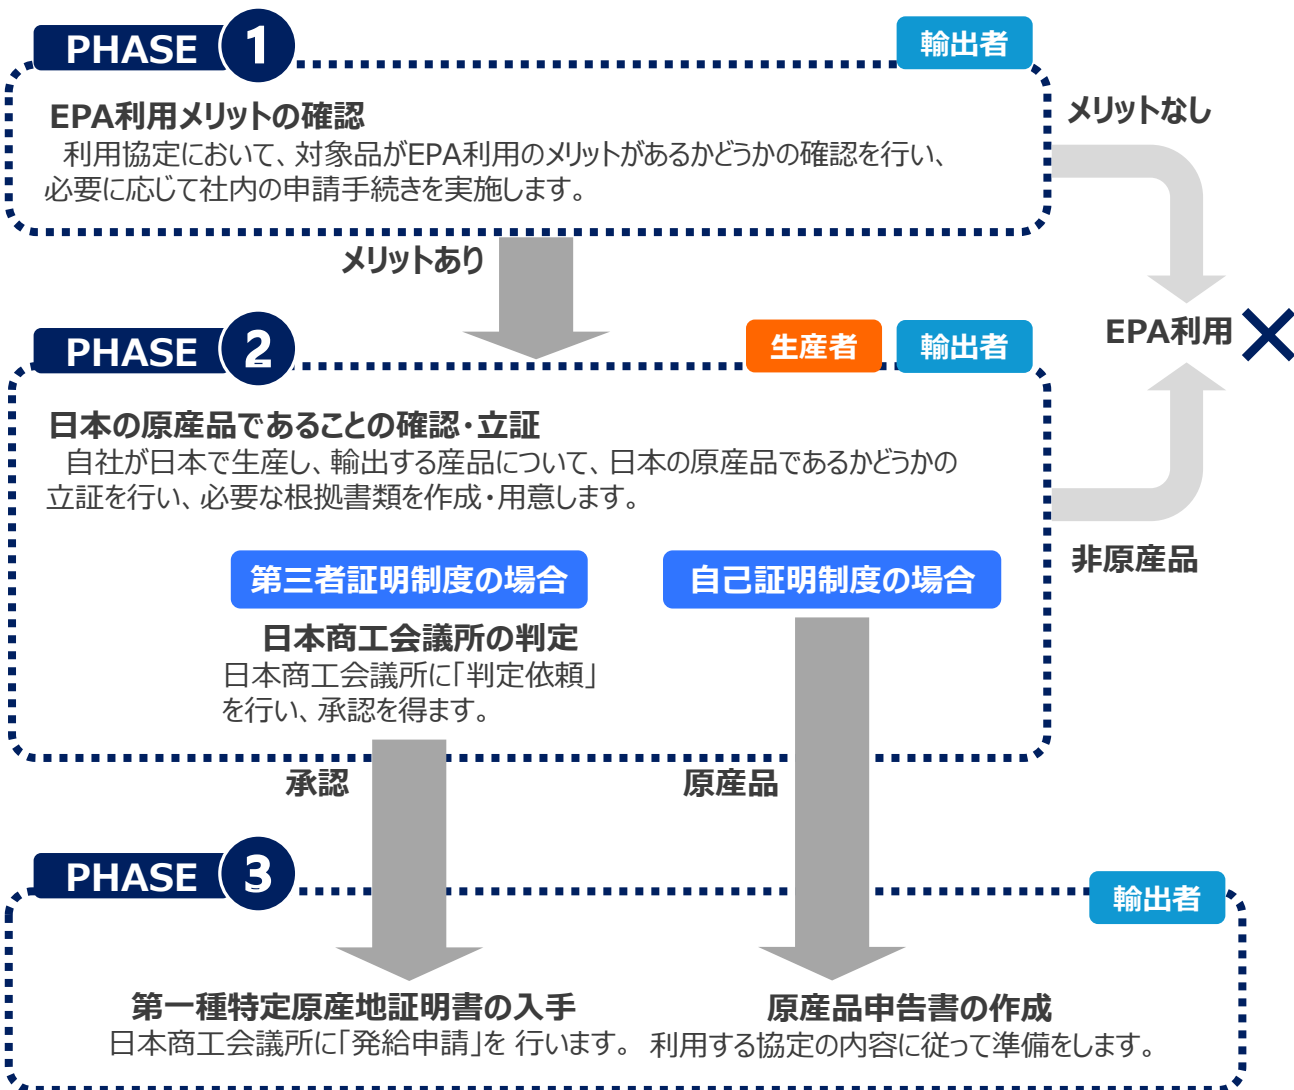 PHASE 1
輸出者
EPA利用メリットの確認
利用協定において、対象品がEPA利用のメリットがあるかどうかの確認を行い、
必要に応じて社内の申請手続きを実施します。
メリットなし
メリットあり
EPA利用
PHASE 2
生産者
輸出者
日本の原産品であることの確認・立証
自社が日本で生産し、輸出する産品について、日本の原産品であるかどうかの
立証を行い、必要な根拠書類を作成・用意します。
非原産品
第三者証明制度の場合
日本商工会議所の判定
日本商工会議所に「判定依頼」
を行い、承認を得ます。
自己証明制度の場合
承認
原産品
PHASE 3
輸出者
第一種特定原産地証明書の入手
日本商工会議所に「発給申請」を 行います。
原産品申告書の作成
利用する協定の内容に従って準備をします。